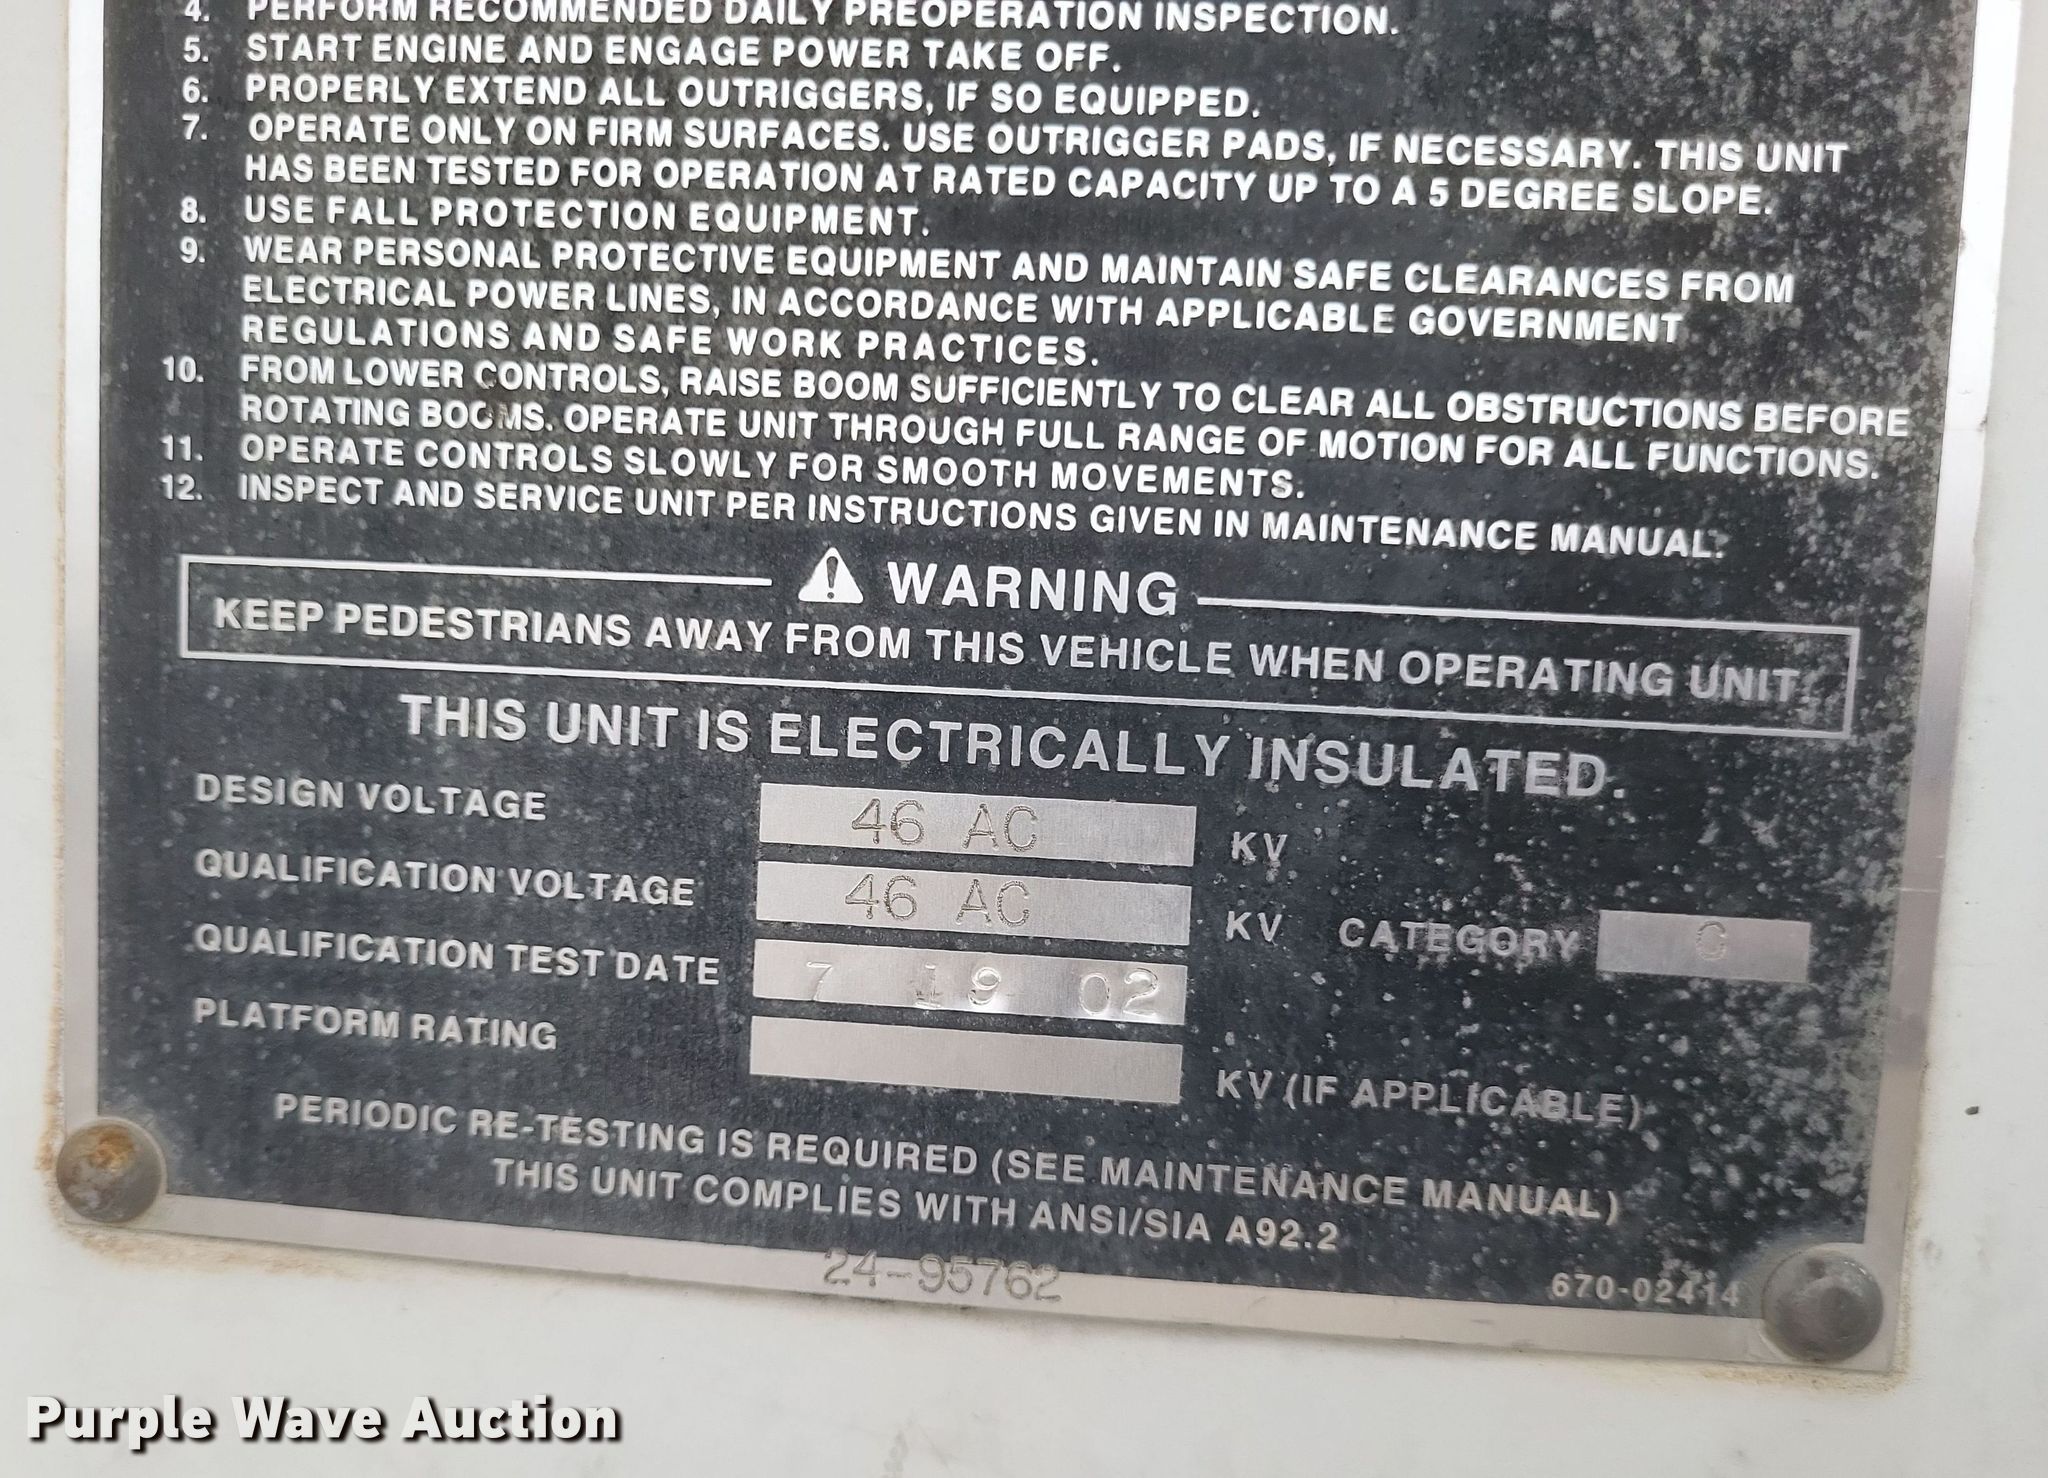 4. PERFORM RECOMMENDED DAILY PREOPERATION INSPECTION.
5. START ENGINE AND ENGAGE POWER TAKE OFF.
6. PROPERLY EXTEND ALL OUTRIGGERS, IF SO EQUIPPED.
7. OPERATE ONLY ON FIRM SURFACES. USE OUTRIGGER PADS, IF NECESSARY. THIS UNIT
HAS BEEN TESTED FOR OPERATION AT RATED CAPACITY UP TO A 5 DEGREE SLOPE.
8. USE FALL PROTECTION EQUIPMENT.
9. WEAR PERSONAL PROTECTIVE EQUIPMENT AND MAINTAIN SAFE CLEARANCES FROM
ELECTRICAL POWER LINES, IN ACCORDANCE WITH APPLICABLE GOVERNMENT
REGULATIONS AND SAFE WORK PRACTICES.
10. FROM LOWER CONTROLS, RAISE BOOM SUFFICIENTLY TO CLEAR ALL OBSTRUCTIONS BEFORE
ROTATING BOOMS. OPERATE UNIT THROUGH FULL RANGE OF MOTION FOR ALL FUNCTIONS.
11. OPERATE CONTROLS SLOWLY FOR SMOOTH MOVEMENTS.
12. INSPECT AND SERVICE UNIT PER INSTRUCTIONS GIVEN IN MAINTENANCE MANUAL.
WARNING
KEEP PEDESTRIANS AWAY FROM THIS VEHICLE WHEN OPERATING UNIT.
THIS UNIT IS ELECTRICALLY INSULATED.
DESIGN VOLTAGE 46 AC KV
QUALIFICATION VOLTAGE 46 AC KV CATEGORY C
QUALIFICATION TEST DATE 7 19 02
PLATFORM RATING KV (IF APPLICABLE)
PERIODIC RE-TESTING IS REQUIRED (SEE MAINTENANCE MANUAL)
THIS UNIT COMPLIES WITH ANSI/SIA A92.2
24-95762
670-02414
Purple Wave Auction